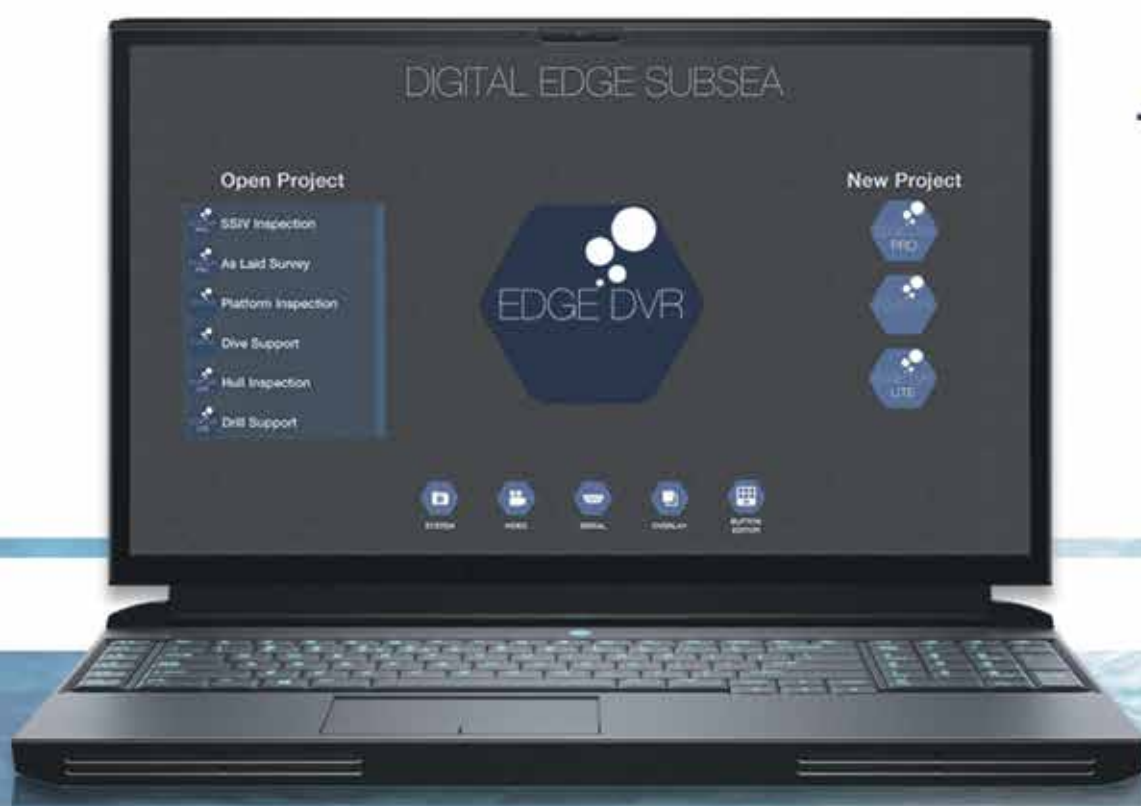 DIGITAL EDGE SUBSEA
Open Project
SSIV Inspection
As Laid Survey
Platform Inspection
Dive Support
Hull Inspection
Drill Support
EDGE DVR
New Project
PRO
LITE
SYSTEM
VIDEO
SERIAL
OVERLAY
BUTTON
EDITOR